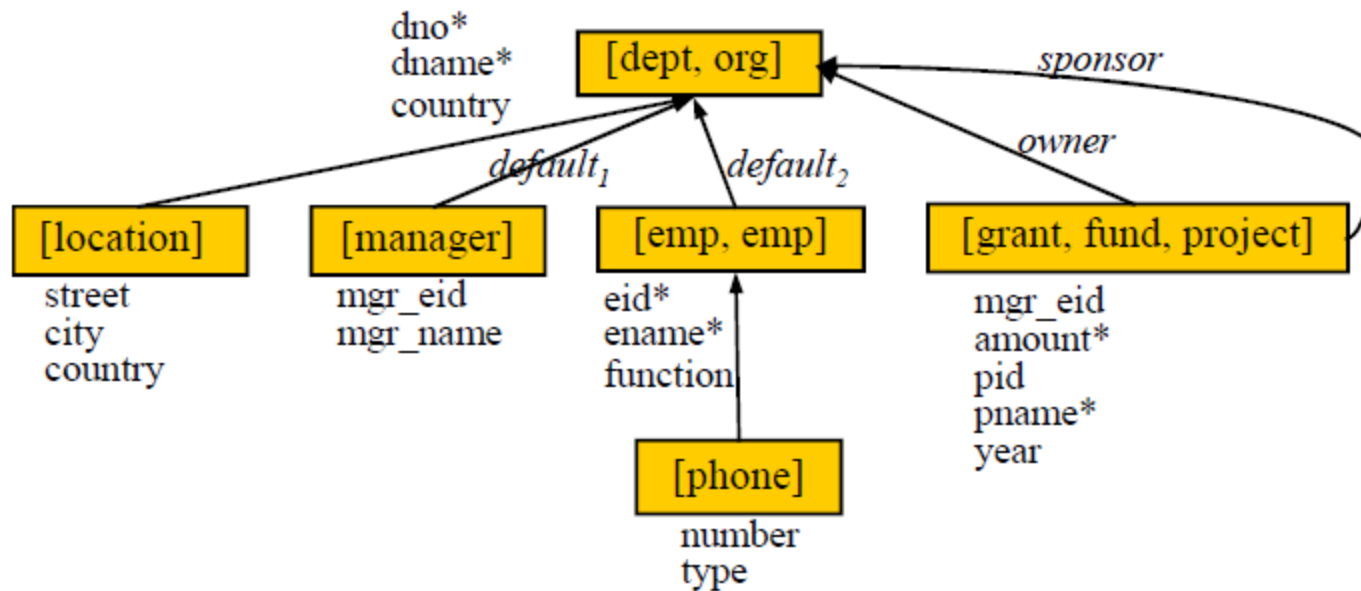 dno*
dname*
country
[dept, org]
sponsor
owner
default1
default2
[location]
[manager]
[emp, emp]
[grant, fund, project]
street
city
country
mgr_eid
mgr_name
eid*
ename*
function
mgr_eid
amount*
pid
pname*
year
[phone]
number
type